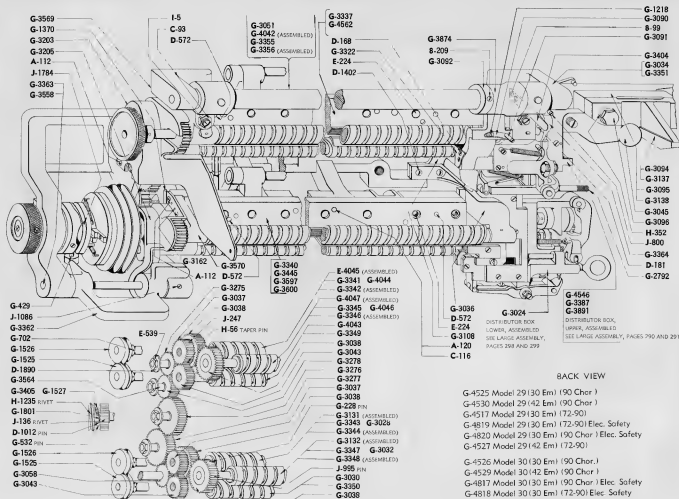 G-3569
G-1370
G-3203
G-3205
A-112
J-1784
G-3363
G-3558
I-5
C-93
D-572
G-3051
G-4042 (ASSEMBLED)
G-3355
G-3356 (ASSEMBLED)
G-3337
G-4562
D-168
G-3322
E-224
D-1402
G-3874
B-209
G-3092
G-1218
G-3090
B-99
G-3091
G-3404
G-3034
G-3351
G-3094
G-3137
G-3095
G-3138
G-3045
G-3096
H-352
J-800
G-3364
D-181
G-2792
G-3162
A-112
G-3570
D-572
G-3340
G-3445
G-3597
G-3600
G-3036
D-572
E-224
G-3108
A-120
C-116
G-3024
DISTRIBUTOR BOX,
LOWER, ASSEMBLED
SEE LARGE ASSEMBLY,
PAGES 298 AND 299
G-4546
G-3387
G-3891
DISTRIBUTOR BOX,
UPPER, ASSEMBLED
SEE LARGE ASSEMBLY, PAGES 290 AND 291
G-429
J-1086
G-3362
G-702
G-1526
G-1525
D-1890
G-3564
G-3405 G-1527
H-1235 RIVET
G-1801
J-136 RIVET
D-1012 PIN
G-532 PIN
G-1526
G-1525
G-3058
G-3043
E-539
G-3275
G-3037
G-3038
J-247
H-56 TAPER PIN
E-4045 (ASSEMBLED)
G-3341 G-4044
G-3342 (ASSEMBLED)
G-4047 (ASSEMBLED)
G-3345 G-4046
G-3346 (ASSEMBLED)
G-4043
G-3349
G-3038
G-3043
G-3278
G-3276
G-3277
G-3037
G-3038
J-228 PIN
G-3131 (ASSEMBLED)
G-3343 G-3028
G-3344 (ASSEMBLED)
G-3132 (ASSEMBLED)
G-3347 G-3032
G-3348 (ASSEMBLED)
J-995 PIN
G-3030
G-3350
G-3038
BACK VIEW
G-4525 Model 29 (30 Em) (90 Char)
G-4530 Model 29 (42 Em) (90 Char)
G-4517 Model 29 (30 Em) (72-90)
G-4819 Model 29 (30 Em) (72-90) Elec. Safety
G-4820 Model 29 (30 Em) (90 Char) Elec. Safety
G-4527 Model 29 (42 Em) (72-90)
G-4526 Model 30 (30 Em) (90 Char.)
G-4529 Model 30 (42 Em) (90 Char)
G-4817 Model 30 (30 Em) (90 Char) Elec. Safety
G-4818 Model 30 (30 Em) (72-90) Elec Safety